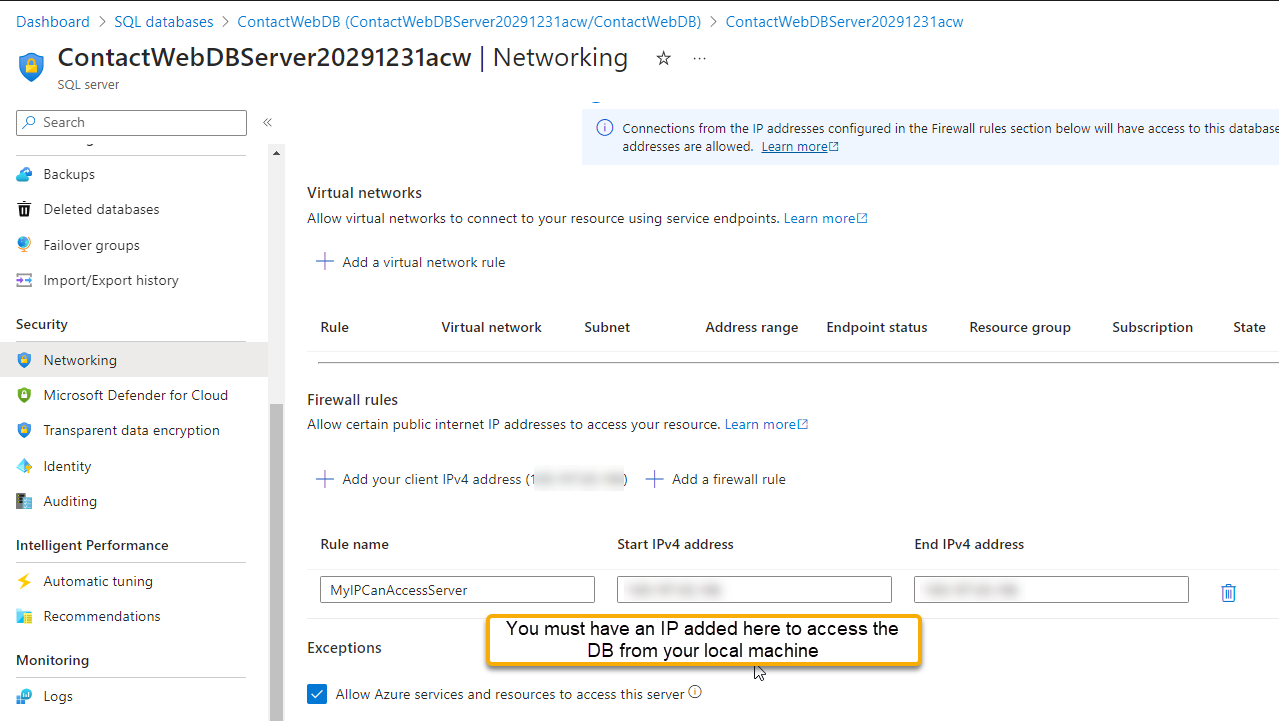 Dashboard > SQL databases > ContactWebDB (ContactWebDBServer20291231acw/ContactWebDB) > ContactWebDBServer20291231acw
ContactWebDBServer20291231acw | Networking
SQL server
Search
Connections from the IP addresses configured in the Firewall rules section below will have access to this database
addresses are allowed. Learn more
Backups
Deleted databases
Failover groups
Import/Export history
Security
Networking
Microsoft Defender for Cloud
Transparent data encryption
Identity
Auditing
Intelligent Performance
Automatic tuning
Recommendations
Monitoring
Logs
Virtual networks
Allow virtual networks to connect to your resource using service endpoints. Learn more
Add a virtual network rule
Rule Virtual network Subnet Address range Endpoint status Resource group Subscription State
Firewall rules
Allow certain public internet IP addresses to access your resource. Learn more
Add your client IPv4 address (1 ) Add a firewall rule
Rule name Start IPv4 address End IPv4 address
MyIPCanAccessServer
You must have an IP added here to access the
DB from your local machine
Exceptions
Allow Azure services and resources to access this server